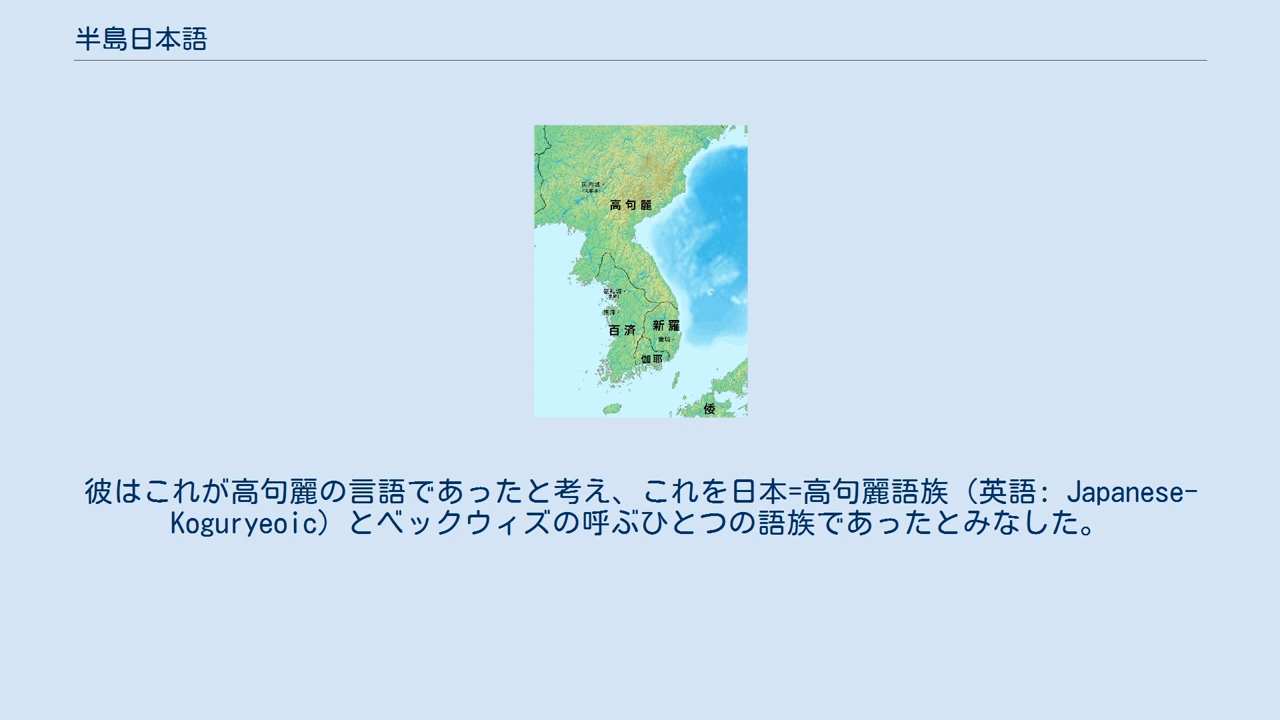 半島日本語
高句麗
百済
新羅
伽耶
倭
彼はこれが高句麗の言語であったと考え、これを日本=高句麗語族（英語: Japanese-
Koguryeoic）とベックウィズの呼ぶひとつの語族であったとみなした。